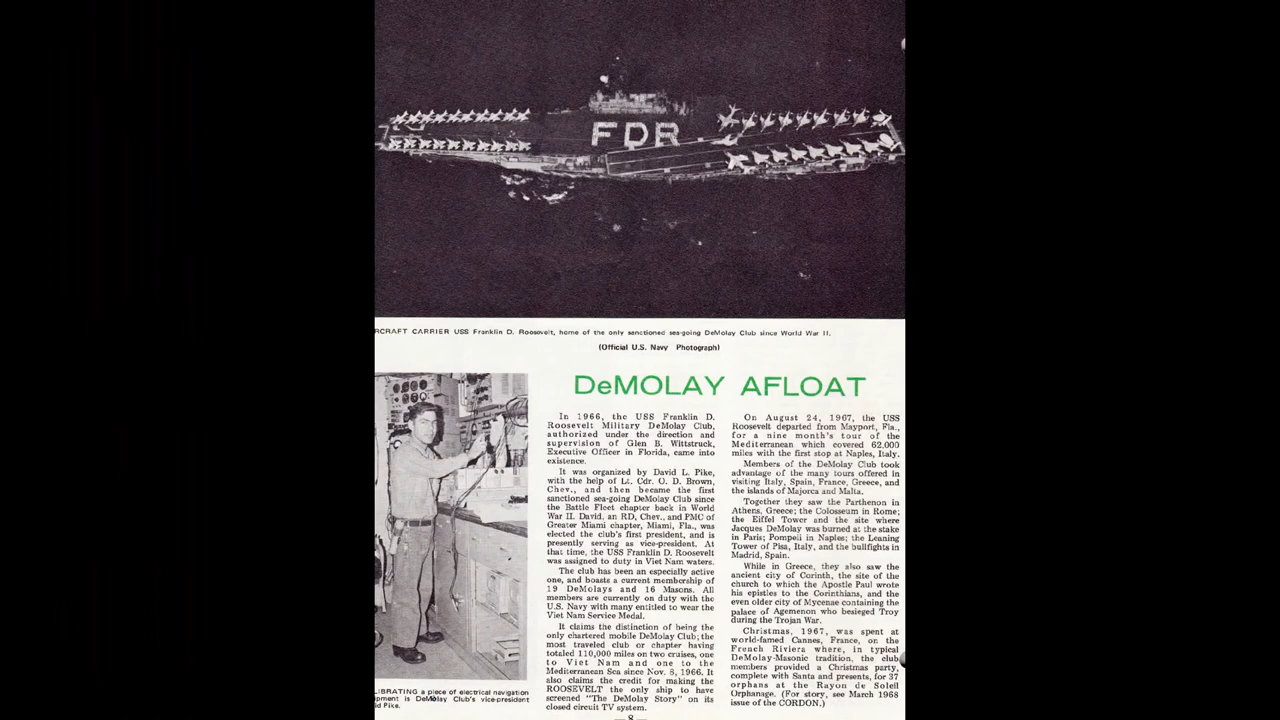 FDR
RCRAFT CARRIER USS Franklin D. Roosevelt, home of the only sanctioned sea-going DeMolay Club since World War II.
(Official U.S. Navy Photograph)
DeMOLAY AFLOAT
In 1966, the USS Franklin D.
Roosevelt Military DeMolay Club,
authorized under the direction and
supervision of Glen B. Wittstruck,
Executive Officer in Florida, came into
existence.
It was organized by David L. Pike,
with the help of Lt. Cdr. O. D. Brown,
Chev., and then became the first
sanctioned sea-going DeMolay Club since
the Battle Fleet chapter back in World
War II. David, an RD, Chev., and PMC of
Greater Miami chapter, Miami, Fla., was
elected the club's first president, and is
presently serving as vice-president. At
that time, the USS Franklin D. Roosevelt
was assigned to duty in Viet Nam waters.
The club has been an especially active
one, and boasts a current membership of
19 DeMolays and 16 Masons. All
members are currently on duty with the
U.S. Navy with many entitled to wear the
Viet Nam Service Medal.
It claims the distinction of being the
only chartered mobile DeMolay Club; the
most traveled club or chapter having
totaled 110,000 miles on two cruises, one
to Viet Nam and one to the
Mediterranean Sea since Nov. 8, 1966. It
also claims the credit for making the
ROOSEVELT the only ship to have
screened "The DeMolay Story" on its
closed circuit TV system.
On August 24, 1967, the USS
Roosevelt departed from Mayport, Fla.,
for a nine month's tour of the
Mediterranean which covered 62,000
miles with the first stop at Naples, Italy.
Members of the DeMolay Club took
advantage of the many tours offered in
visiting Italy, Spain, France, Greece, and
the islands of Majorca and Malta.
Together they saw the Parthenon in
Athens, Greece; the Colosseum in Rome;
the Eiffel Tower and the site where
Jacques DeMolay was burned at the stake
in Paris; Pompeii in Naples; the Leaning
Tower of Pisa, Italy, and the bullfights in
Madrid, Spain.
While in Greece, they also saw the
ancient city of Corinth, the site of the
church to which the Apostle Paul wrote
his epistles to the Corinthians, and the
even older city of Mycenae containing the
palace of Agemenon who besieged Troy
during the Trojan War.
Christmas, 1967, was spent at
world-famed Cannes, France, on the
French Riviera where, in typical
DeMolay-Masonic tradition, the club
members provided a Christmas party,
complete with Santa and presents, for 37
orphans at the Rayon de Soleil
Orphanage. (For story, see March 1968
issue of the CORDON.)
LIBRATING a piece of electrical navigation
ipment is DeMolay Club's vice-president
id Pike.
— 8 —